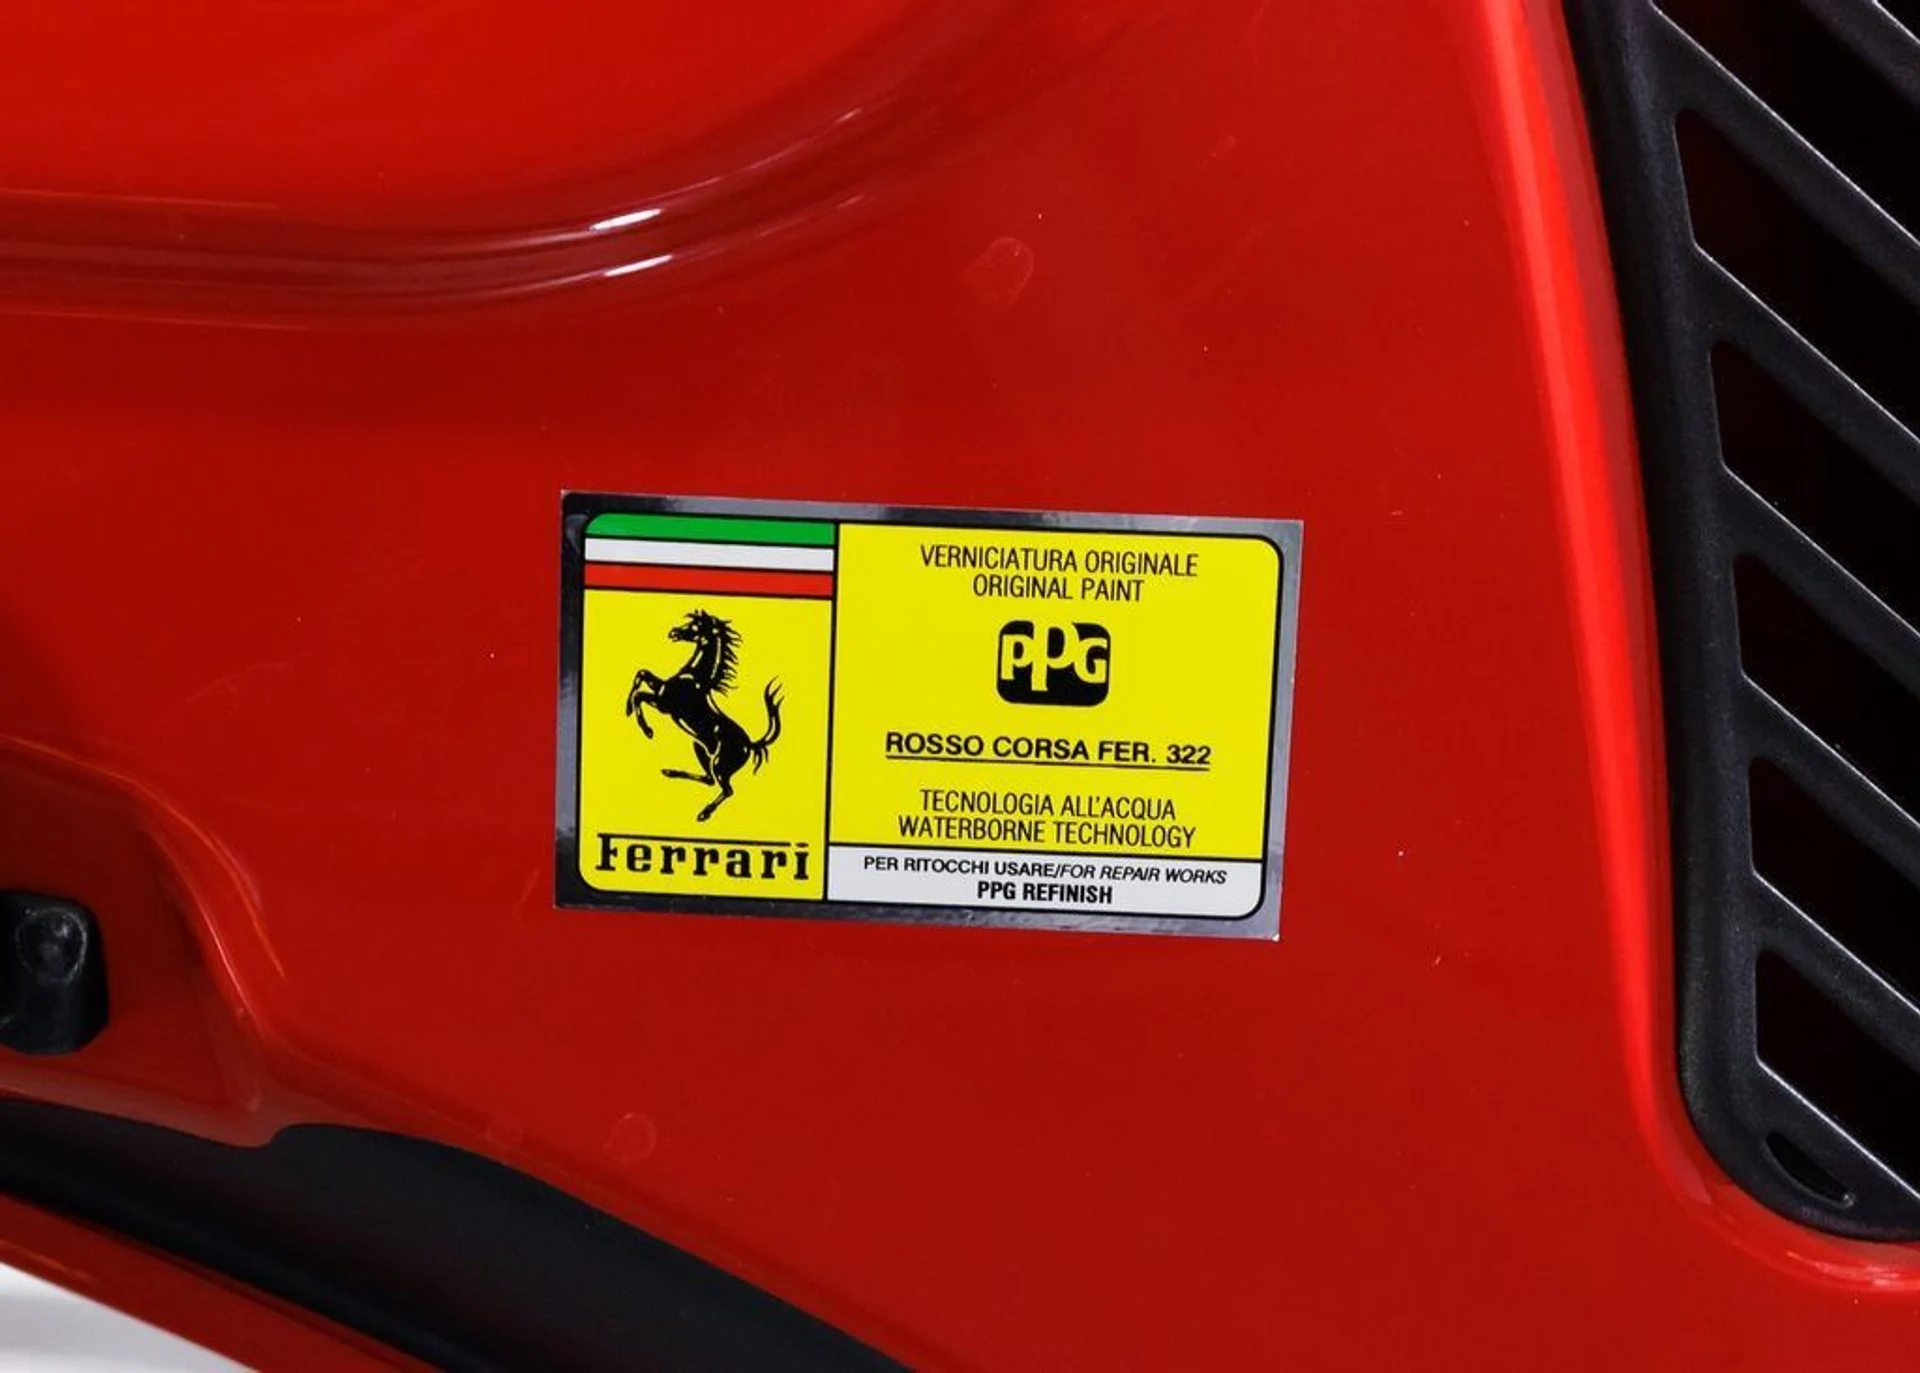 VERNICIATURA ORIGINALE
ORIGINAL PAINT
PPG
ROSSO CORSA FER. 322
TECNOLOGIA ALL'ACQUA
WATERBORNE TECHNOLOGY
Ferrari
PER RITOCCHI USARE/FOR REPAIR WORKS
PPG REFINISH